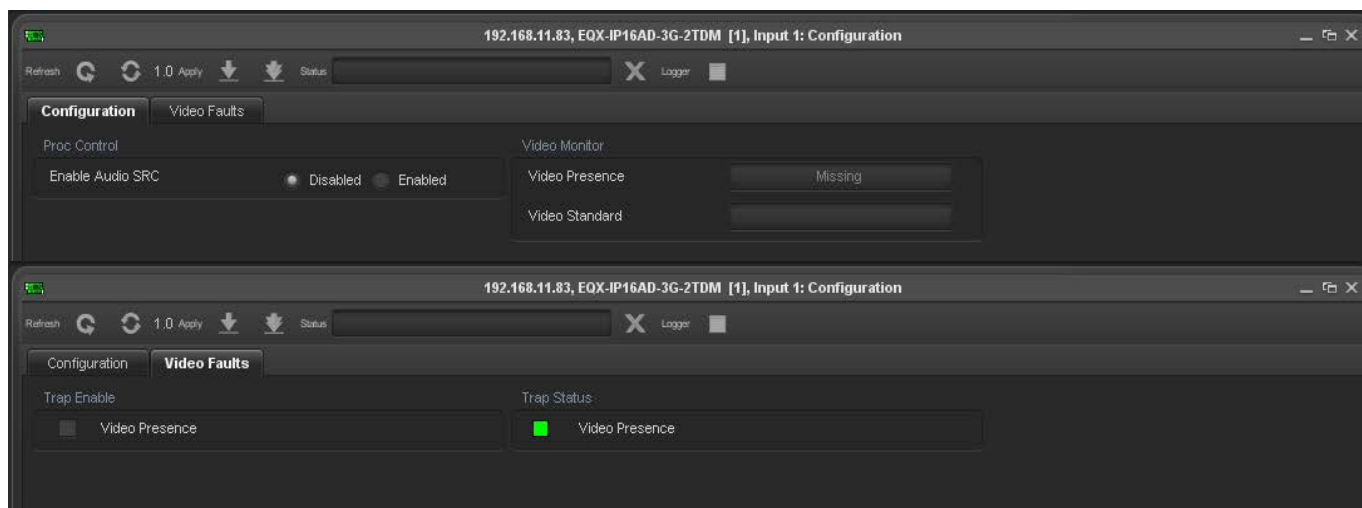 192.168.11.83, EQX-IP16AD-3G-2TDM [1], Input 1: Configuration
Refresh 1.0 Apply Status Logger
Configuration Video Faults
Proc Control Video Monitor
Enable Audio SRC Disabled Enabled Video Presence Missing
Video Standard
192.168.11.83, EQX-IP16AD-3G-2TDM [1], Input 1: Configuration
Refresh 1.0 Apply Status Logger
Configuration Video Faults
Trap Enable Trap Status
Video Presence Video Presence